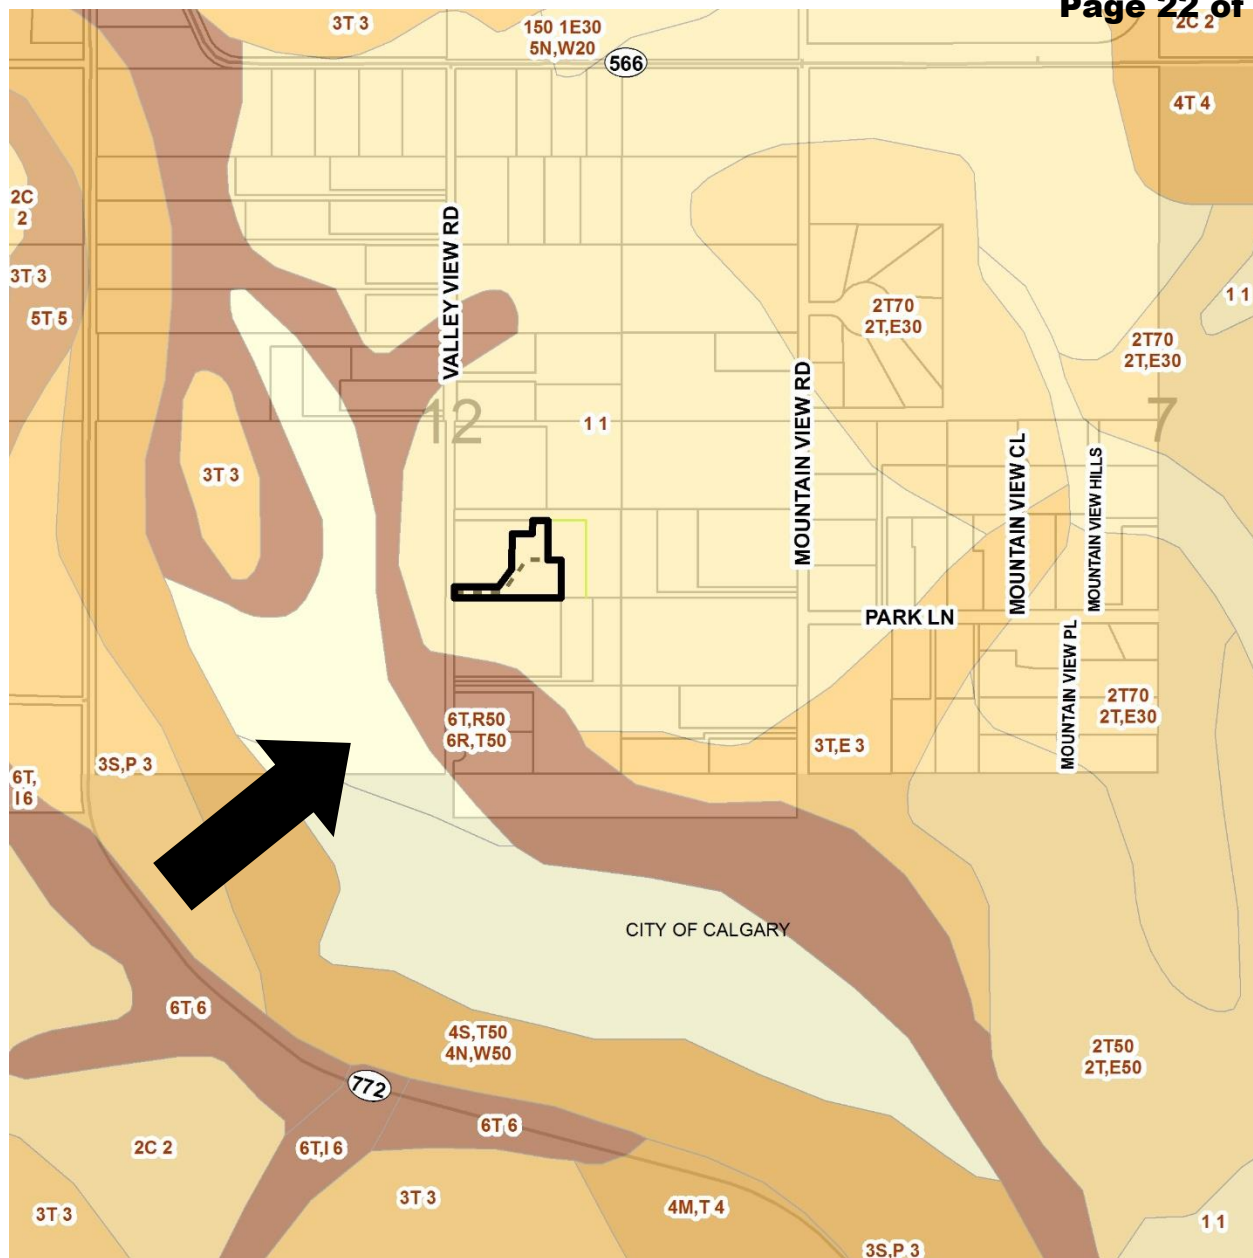 Page 22 of
3T 3
150 1E30
5N,W20
2C 2
566
4T 4
2C
2
VALLEY VIEW RD
3T 3
1 1
2T70
2T,E30
5T 5
2T70
2T,E30
MOUNTAIN VIEW RD
12
1 1
7
MOUNTAIN VIEW CL
MOUNTAIN VIEW HILLS
3T 3
PARK LN
MOUNTAIN VIEW PL
6T,R50
6R,T50
2T70
2T,E30
3T,E 3
3S,P 3
6T,
I 6
CITY OF CALGARY
6T 6
4S,T50
4N,W50
2T50
2T,E50
772
6T 6
2C 2
6T,I 6
3T 3
4M,T 4
3T 3
1 1
3S,P 3